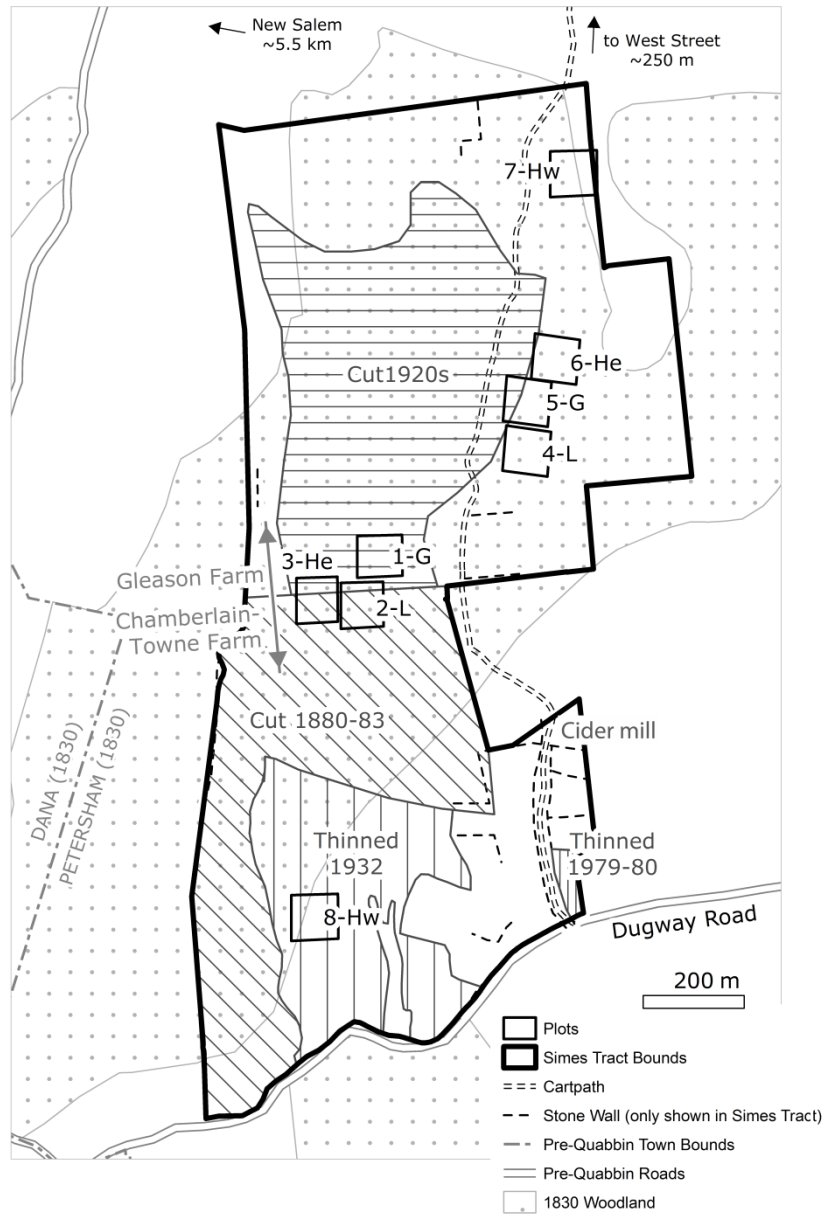 New Salem
~5.5 km
to West Street
~250 m
7-Hw
6-He
Cut1920s
5-G
4-L
3-He
1-G
Gleason Farm
2-L
Chamberlain-
Towne Farm
Cut 1880-83
Cider mill
DANA (1830)
PETERSHAM (1830)
Thinned
1932
Thinned
1979-80
8-Hw
Dugway Road
200 m
Plots
Simes Tract Bounds
Cartpath
Stone Wall (only shown in Simes Tract)
Pre-Quabbin Town Bounds
Pre-Quabbin Roads
1830 Woodland